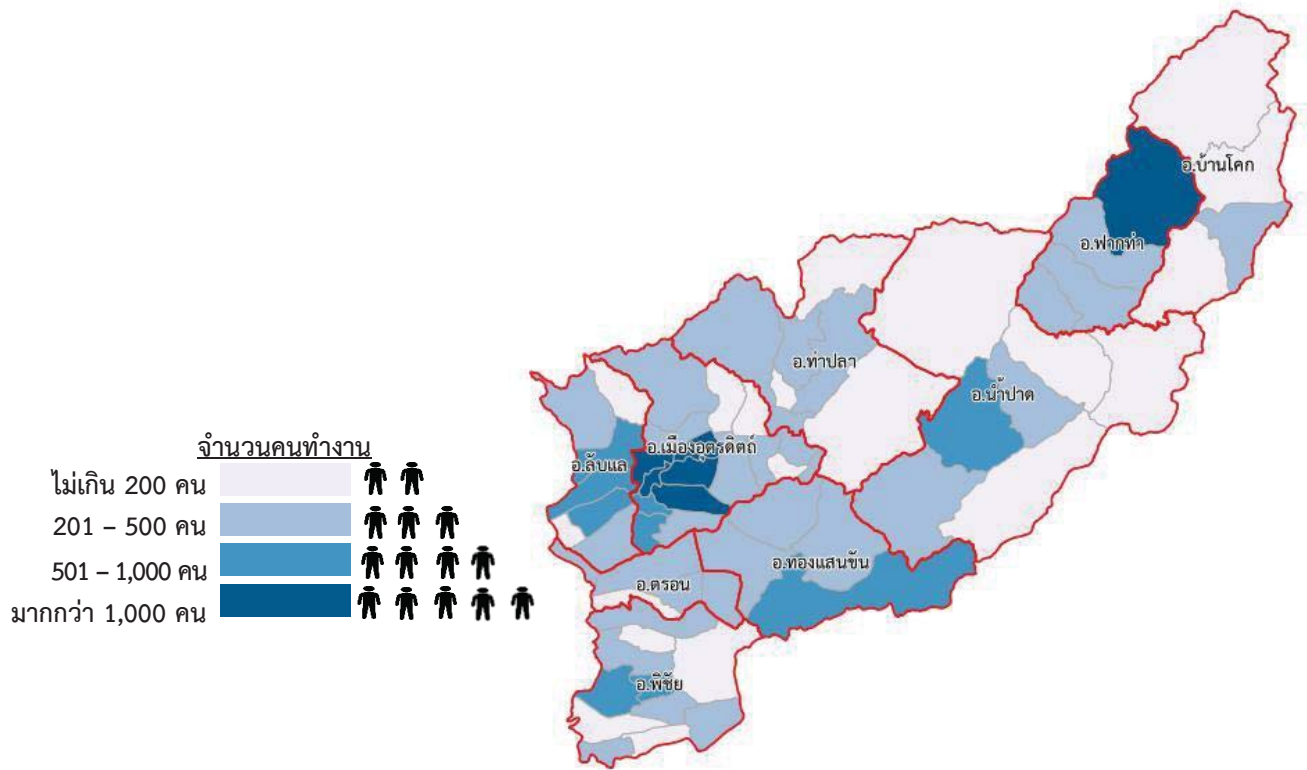 จำนวนคนทำงาน
ไม่เกิน 200 คน
201 – 500 คน
501 – 1,000 คน
มากกว่า 1,000 คน
อ.บ้านโคก
อ.ฟากท่า
อ.ท่าปลา
อ.น้ำปาด
อ.เมืองอุตรดิตถ์
อ.ลับแล
อ.ทองแสนขัน
อ.ตรอน
อ.พิชัย